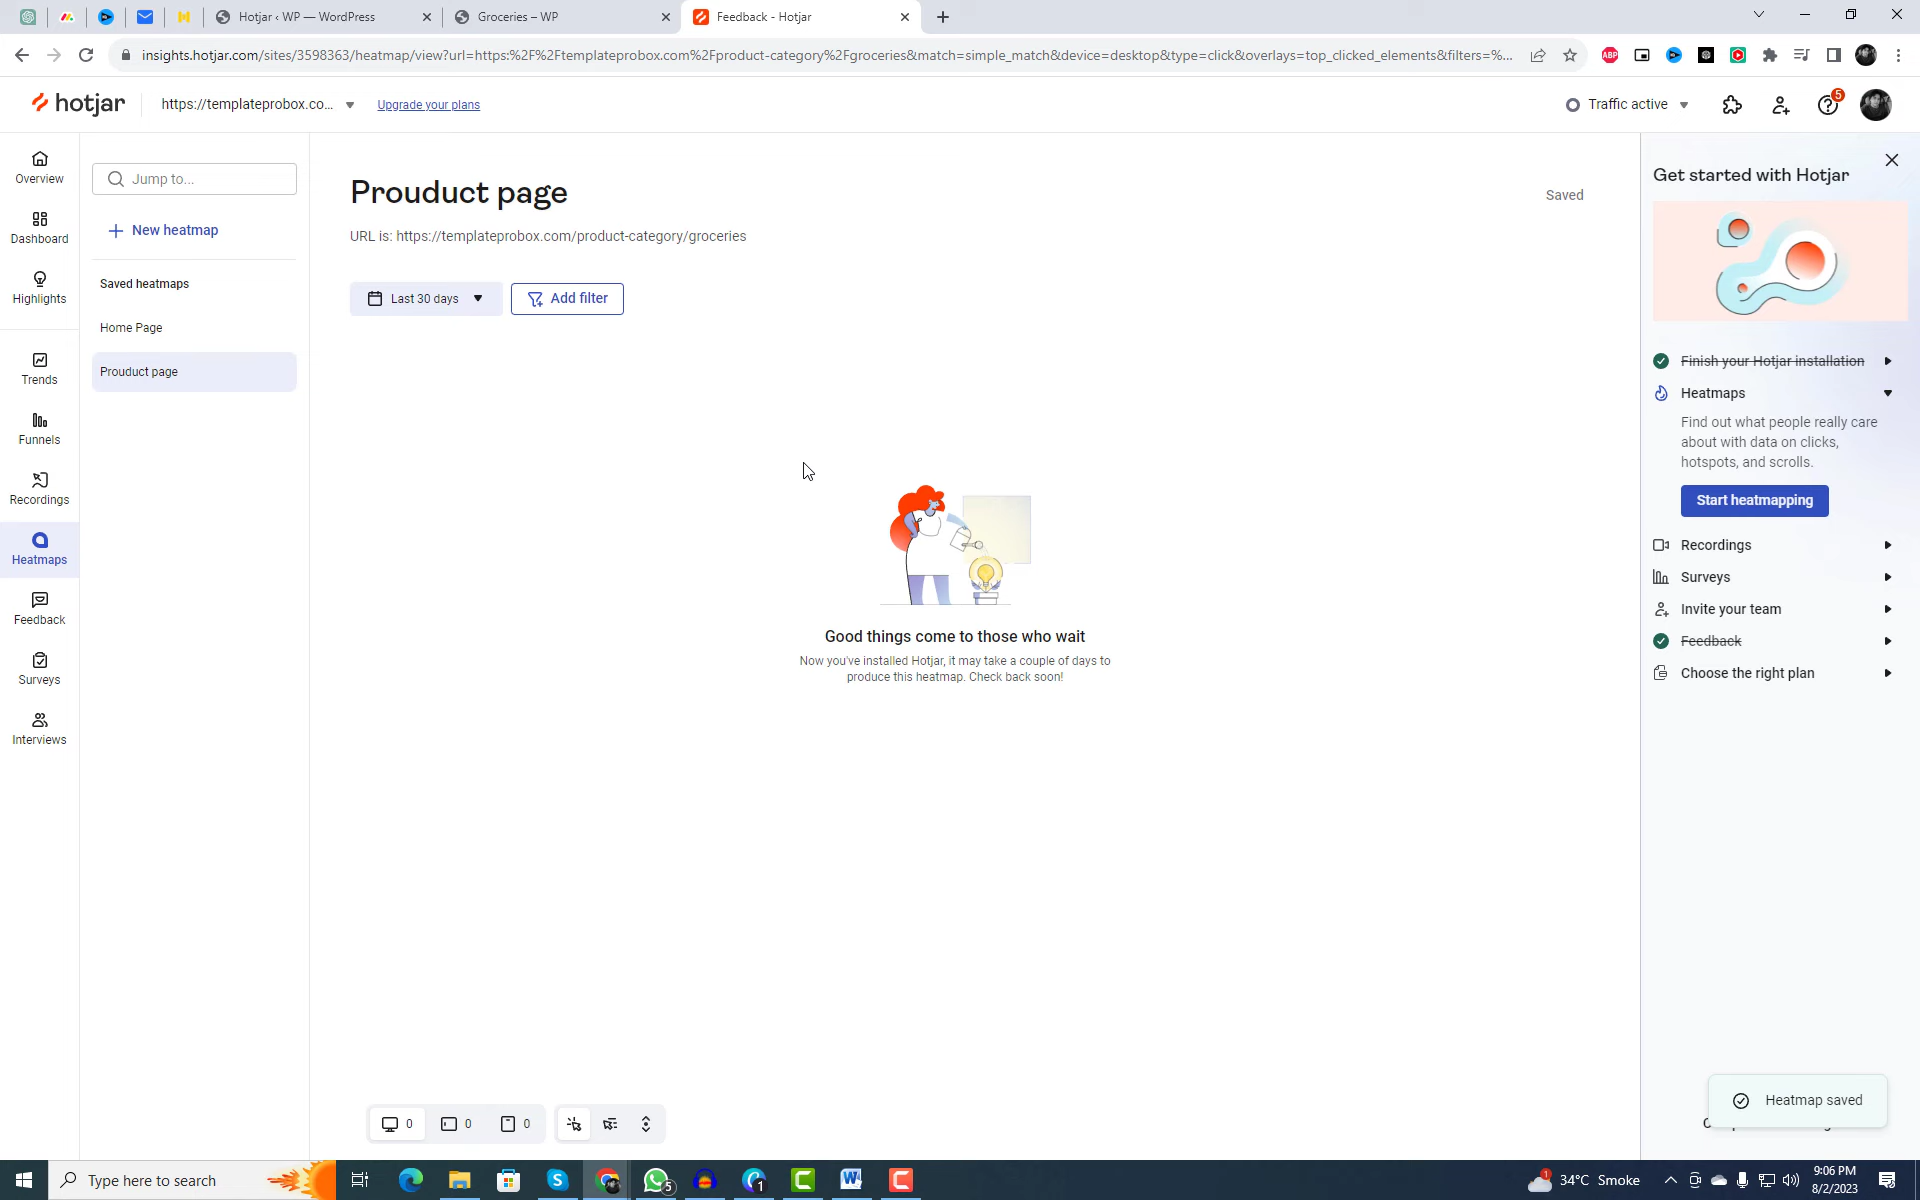 Hotjar ‹ WP — WordPress
Groceries – WP
Feedback - Hotjar
insights.hotjar.com/sites/3598363/heatmap/view?url=https:%2F%2Ftemplateprobox.com%2Fproduct-category%2Fgroceries&match=simple_match&device=desktop&type=click&overlays=top_clicked_elements&filters=%...
ABP
hotjar
https://templateprobox.co...
Upgrade your plans
Traffic active
5
Overview
Dashboard
Highlights
Trends
Funnels
Recordings
Heatmaps
Feedback
Surveys
Interviews
Jump to...
New heatmap
Saved heatmaps
Home Page
Prouduct page
Prouduct page
Saved
URL is: https://templateprobox.com/product-category/groceries
Last 30 days
Add filter
Good things come to those who wait
Now you've installed Hotjar, it may take a couple of days to
produce this heatmap. Check back soon!
0
0
0
Get started with Hotjar
Finish your Hotjar installation
Heatmaps
Find out what people really care
about with data on clicks,
hotspots, and scrolls.
Start heatmapping
Recordings
Surveys
Invite your team
Feedback
Choose the right plan
Heatmap saved
Type here to search
5
1
1
34°C Smoke
9:06 PM
8/2/2023